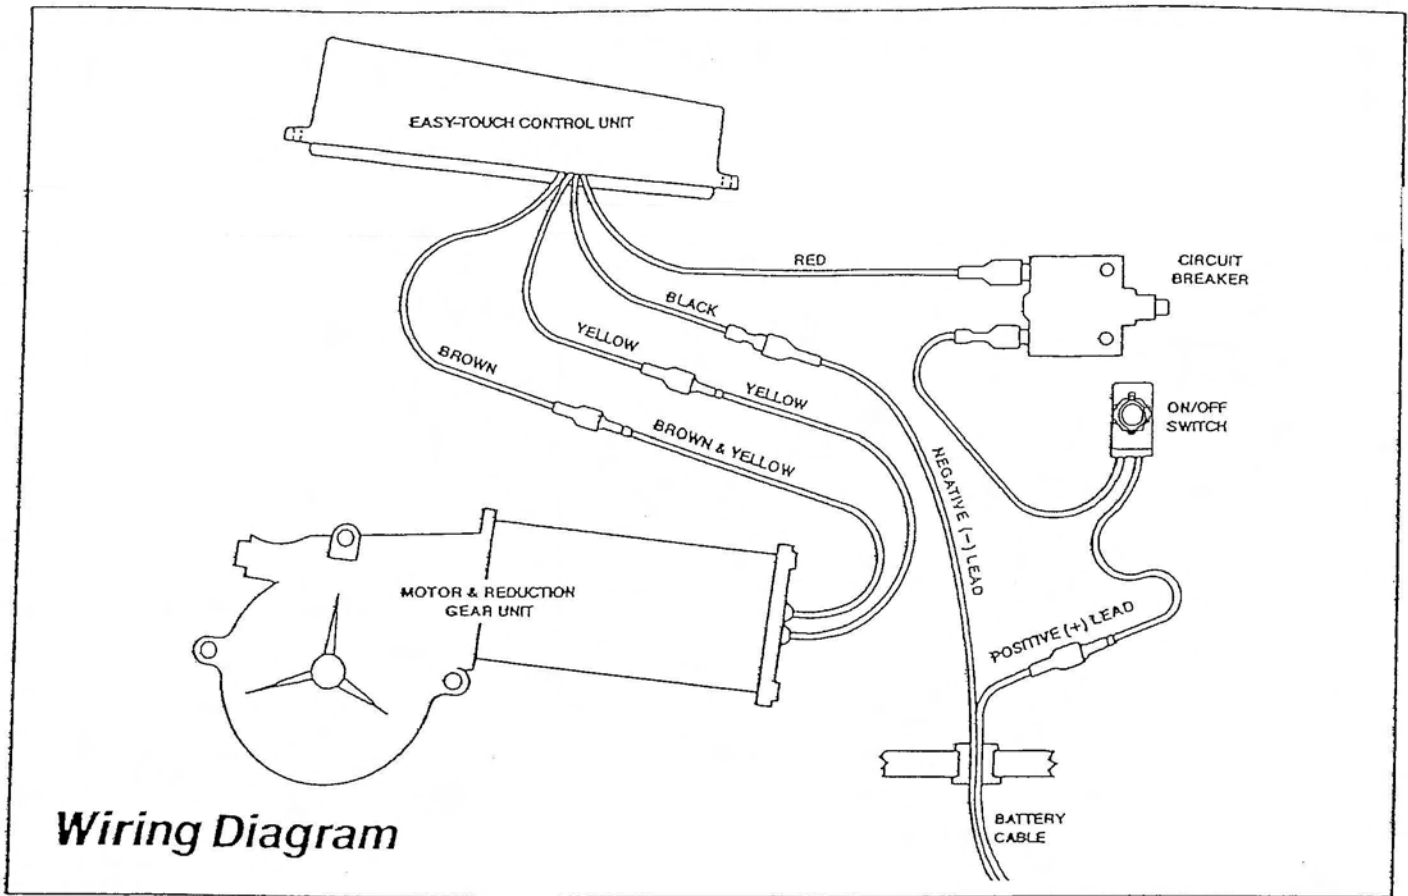 EASY-TOUCH CONTROL UNIT
RED
CIRCUIT
BREAKER
BLACK
YELLOW
BROWN
YELLOW
ON/OFF
SWITCH
BROWN & YELLOW
NEGATIVE (-) LEAD
MOTOR & REDUCTION
GEAR UNIT
POSITIVE (+) LEAD
BATTERY
CABLE
Wiring Diagram